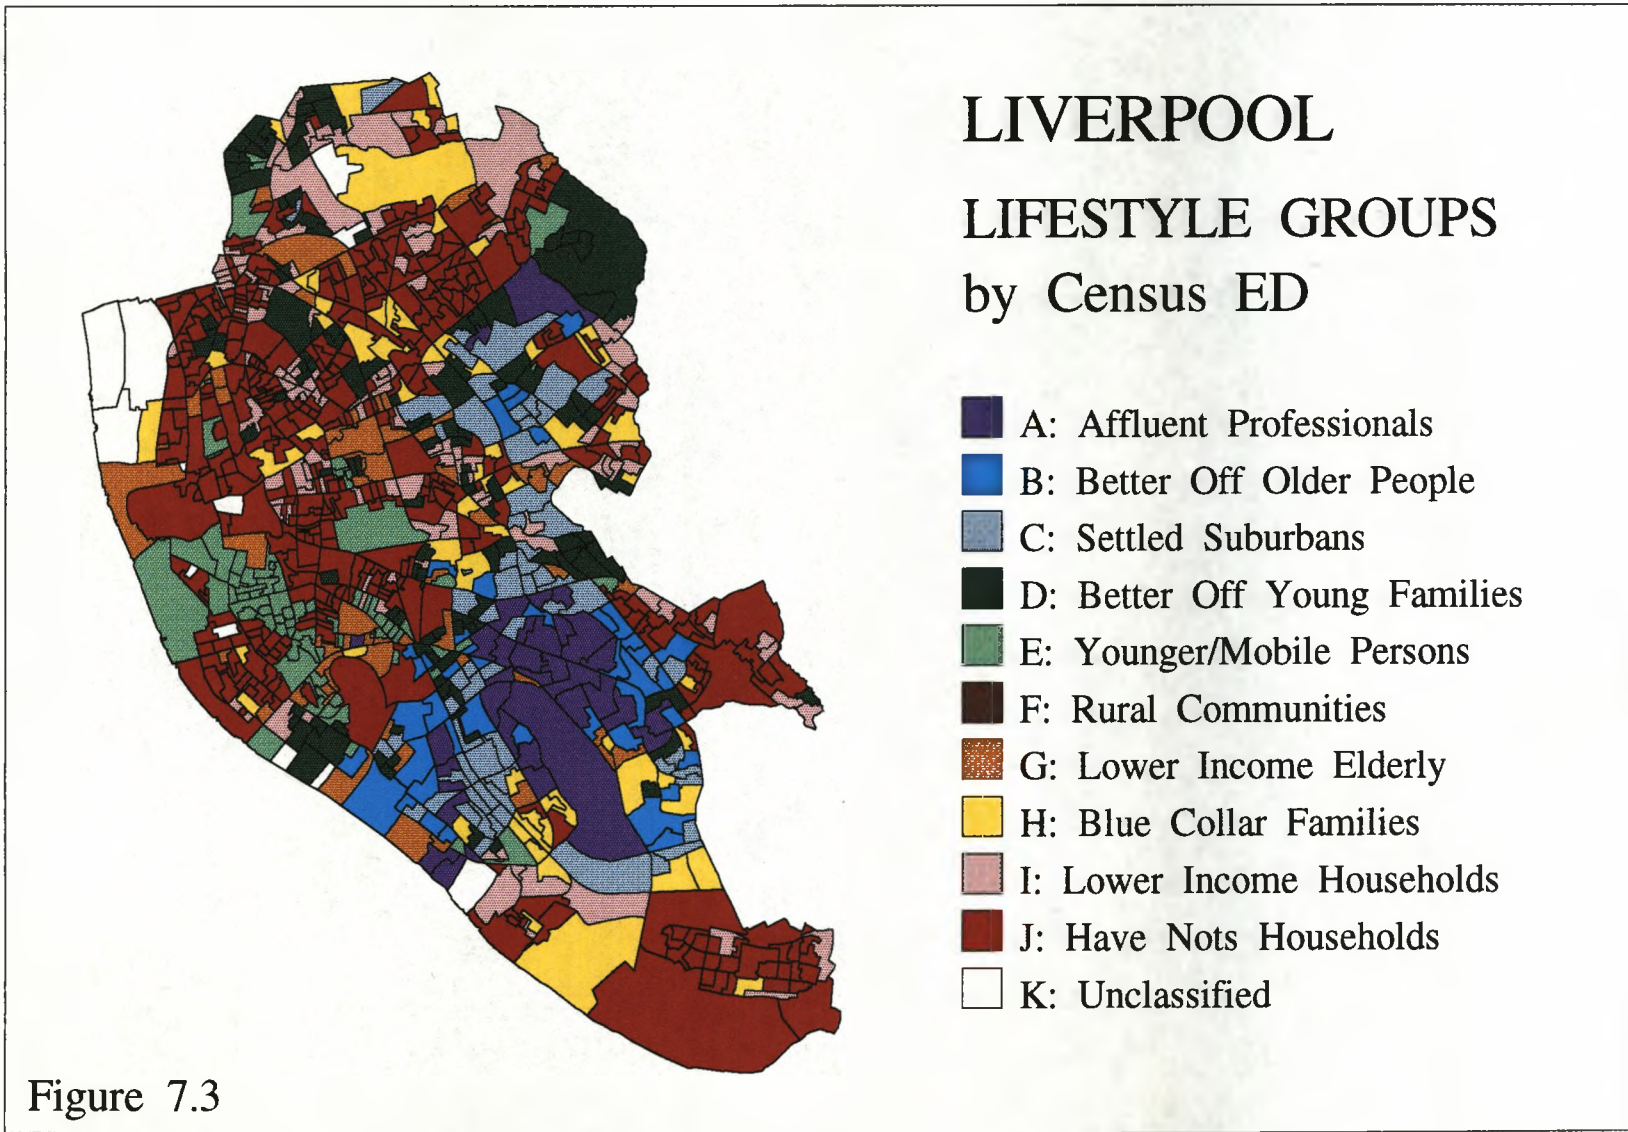 LIVERPOOL
LIFESTYLE GROUPS
by Census ED
A: Affluent Professionals
B: Better Off Older People
C: Settled Suburbans
D: Better Off Young Families
E: Younger/Mobile Persons
F: Rural Communities
G: Lower Income Elderly
H: Blue Collar Families
I: Lower Income Households
J: Have Nots Households
K: Unclassified
Figure 7.3